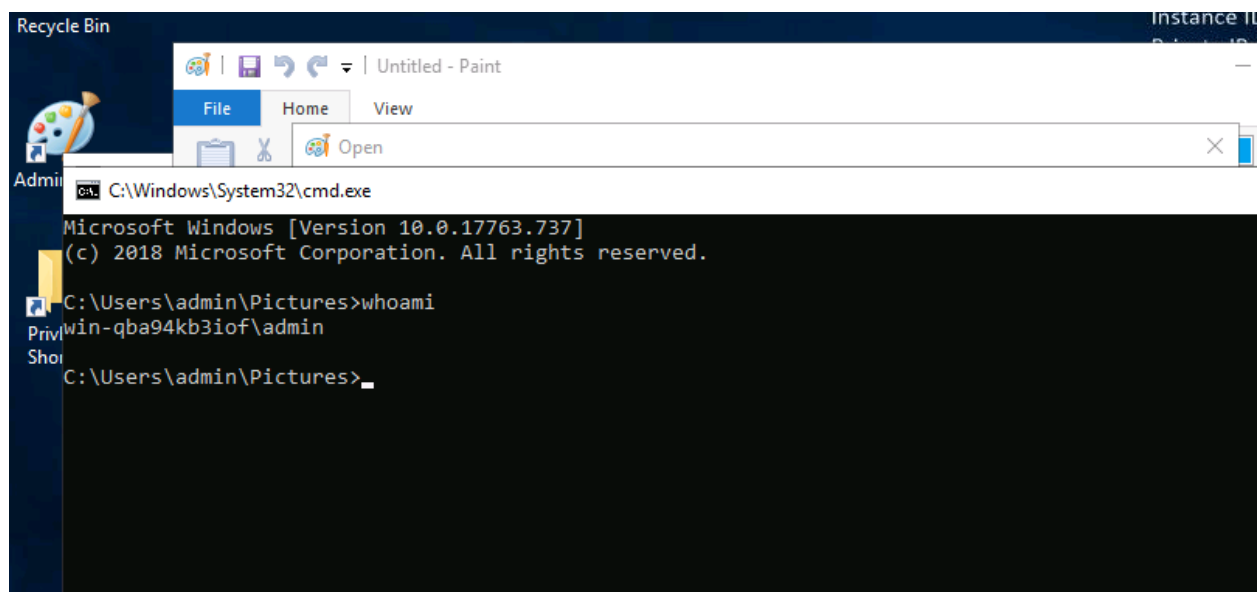 Recycle Bin
Instance ID
Untitled - Paint
File Home View
Open
C:\Windows\System32\cmd.exe
Microsoft Windows [Version 10.0.17763.737]
(c) 2018 Microsoft Corporation. All rights reserved.
C:\Users\admin\Pictures>whoami
win-qba94kb3iof\admin
C:\Users\admin\Pictures>